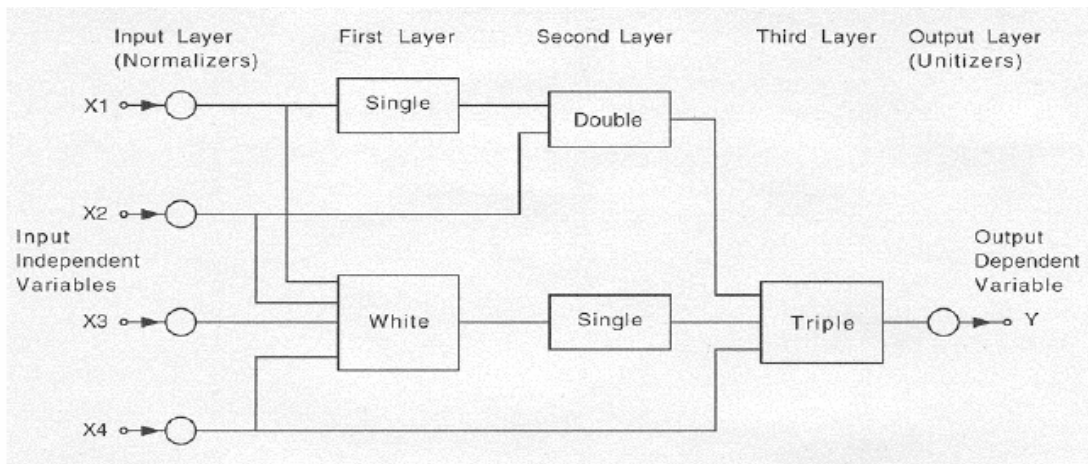 Input Layer
(Normalizers)
First Layer
Second Layer
Third Layer
Output Layer
(Unitizers)
X1
Single
Double
X2
Input
Independent
Variables
Output
Dependent
Variable
X3
White
Single
Triple
Y
X4